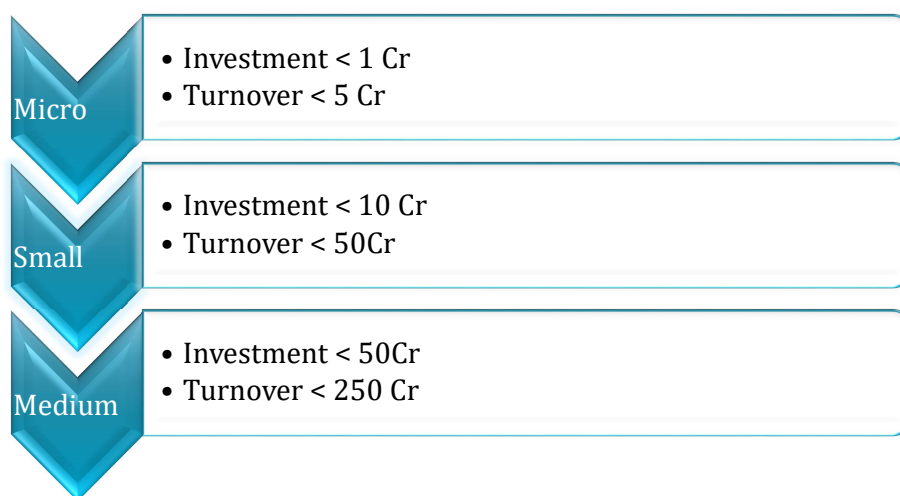 Micro
• Investment < 1 Cr
• Turnover < 5 Cr
Small
• Investment < 10 Cr
• Turnover < 50Cr
Medium
• Investment < 50Cr
• Turnover < 250 Cr